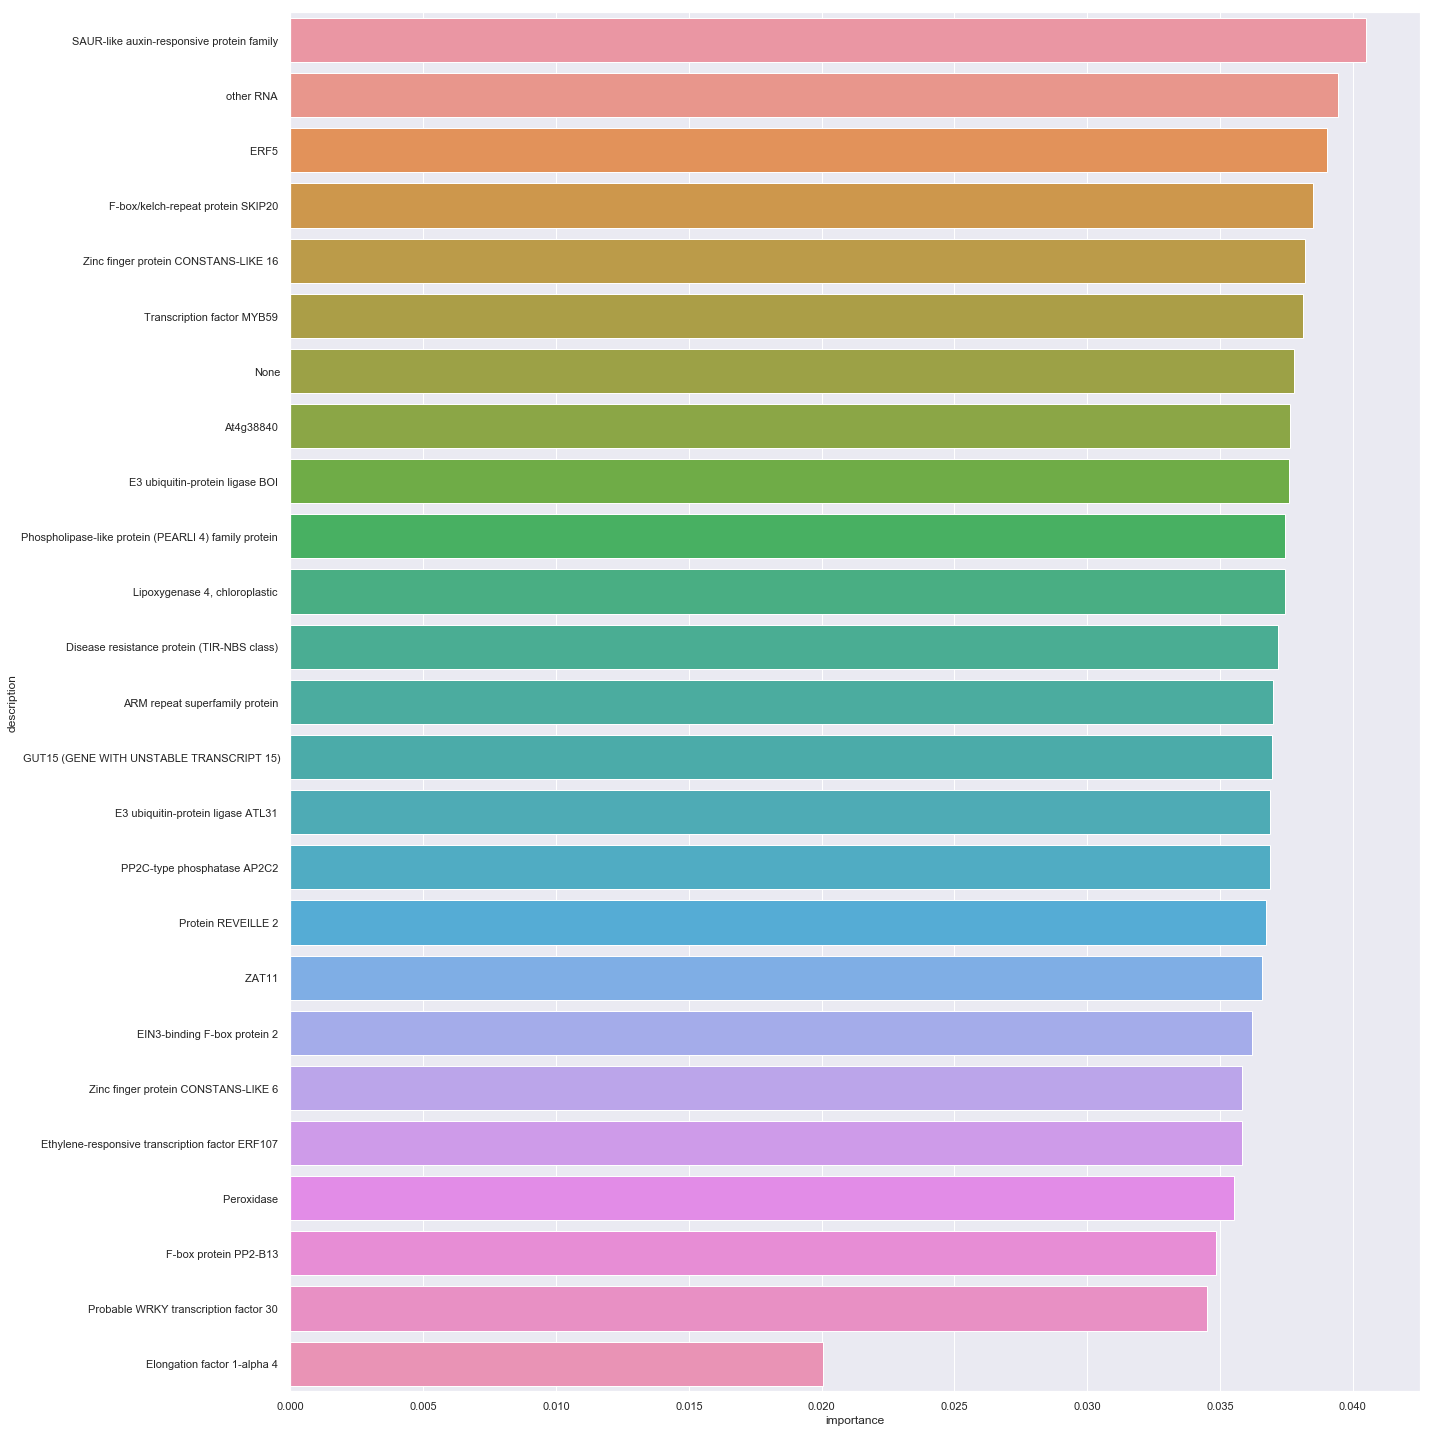 SAUR-like auxin-responsive protein family
other RNA
ERF5
F-box/kelch-repeat protein SKIP20
Zinc finger protein CONSTANS-LIKE 16
Transcription factor MYB59
None
At4g38840
E3 ubiquitin-protein ligase BOI
Phospholipase-like protein (PEARLI 4) family protein
Lipoxygenase 4, chloroplastic
Disease resistance protein (TIR-NBS class)
ARM repeat superfamily protein
GUT15 (GENE WITH UNSTABLE TRANSCRIPT 15)
E3 ubiquitin-protein ligase ATL31
PP2C-type phosphatase AP2C2
Protein REVEILLE 2
ZAT11
EIN3-binding F-box protein 2
Zinc finger protein CONSTANS-LIKE 6
Ethylene-responsive transcription factor ERF107
Peroxidase
F-box protein PP2-B13
Probable WRKY transcription factor 30
Elongation factor 1-alpha 4
description
0.000 0.005 0.010 0.015 0.020 0.025 0.030 0.035 0.040
importance